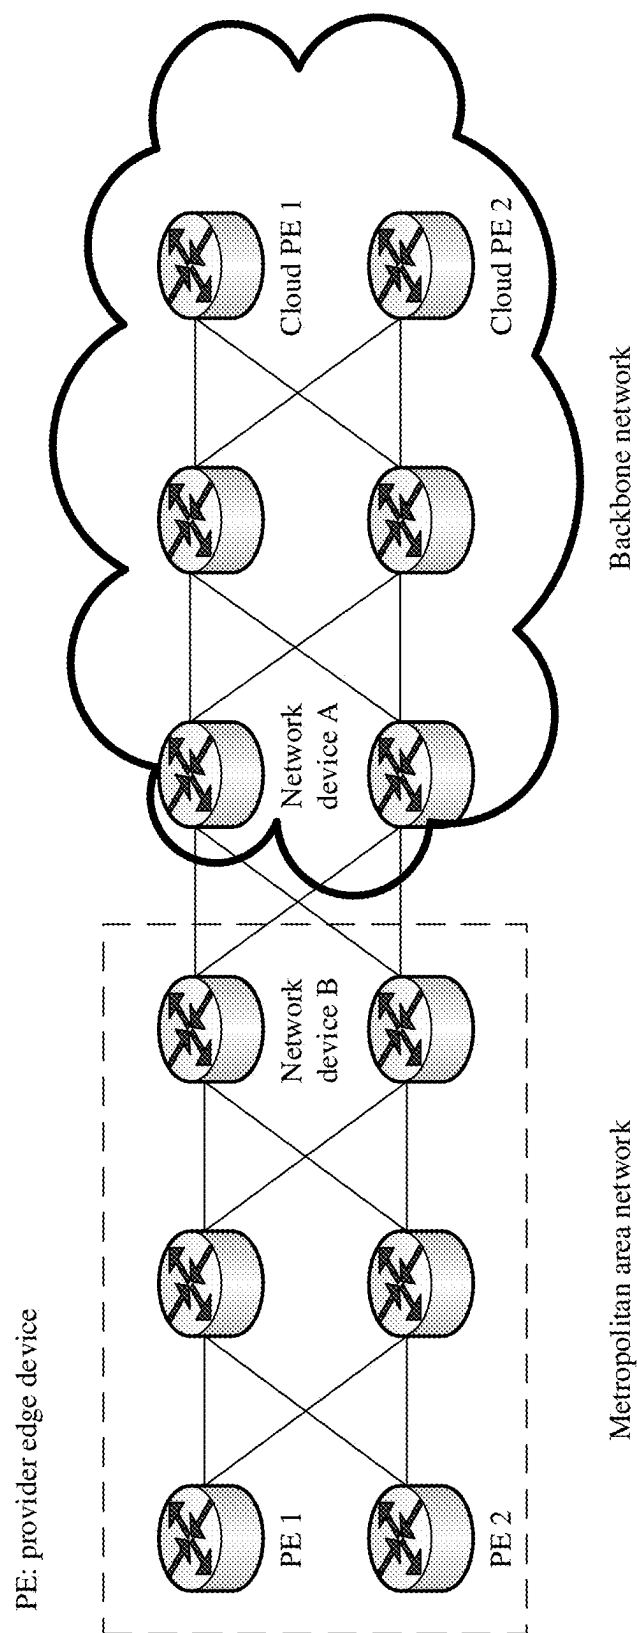 PE: provider edge device
PE 1
Network
device B
Network
device A
Cloud PE 1
PE 2
Cloud PE 2
Metropolitan area network
Backbone network